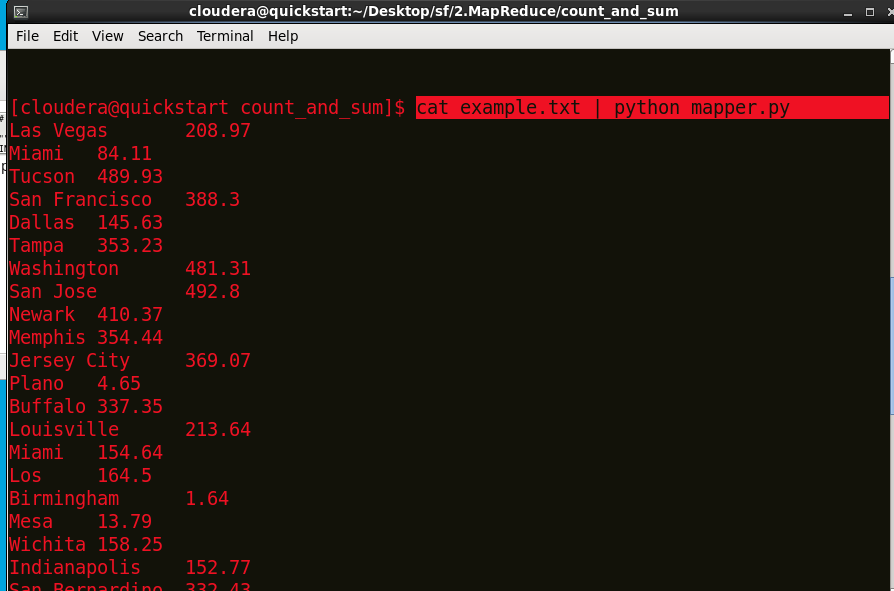 cloudera@quickstart:~/Desktop/sf/2.MapReduce/count_and_sum
File Edit View Search Terminal Help
[cloudera@quickstart count_and_sum]$ cat example.txt | python mapper.py
Las Vegas 208.97
Miami 84.11
Tucson 489.93
San Francisco 388.3
Dallas 145.63
Tampa 353.23
Washington 481.31
San Jose 492.8
Newark 410.37
Memphis 354.44
Jersey City 369.07
Plano 4.65
Buffalo 337.35
Louisville 213.64
Miami 154.64
Los 164.5
Birmingham 1.64
Mesa 13.79
Wichita 158.25
Indianapolis 152.77
San Bernardino 332.43